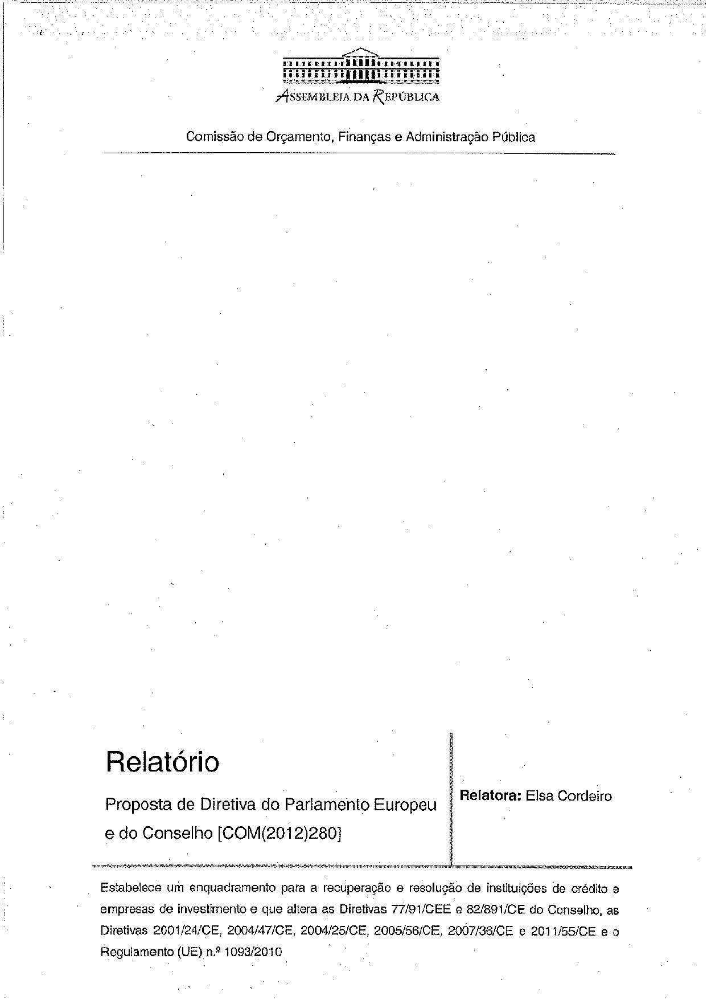 ASSEMBLEIA DA REPÚBLICA
Comissão de Orçamento, Finanças e Administração Pública
Relatório
Proposta de Diretiva do Parlamento Europeu
e do Conselho [COM(2012)280]
Relatora: Elsa Cordeiro
Estabelece um enquadramento para a recuperação e resolução de instituições de crédito e
empresas de investimento e que altera as Diretivas 77/91/CEE e 82/891/CE do Conselho, as
Diretivas 2001/24/CE, 2004/47/CE, 2004/25/CE, 2005/56/CE, 2007/36/CE e 2011/55/CE e o
Regulamento (UE) n.º 1093/2010